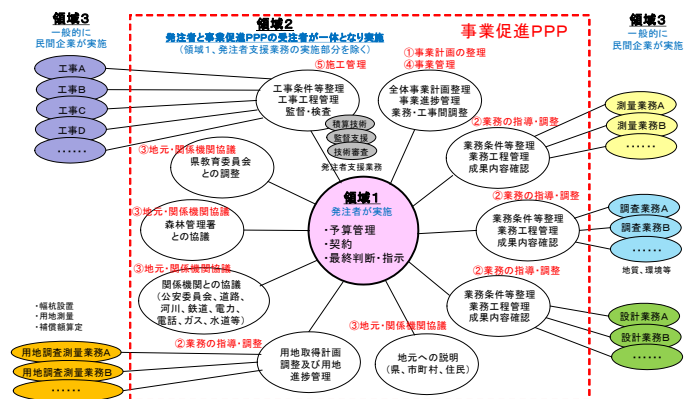 領域3
一般的に
民間企業が実施
領域2
発注者と事業促進PPPの受注者が一体となり実施
(領域1、発注者支援業務の実施部分を除く)
事業促進PPP
領域3
一般的に
民間企業が実施
工事A
工事B
工事C
工事D
……
⑤施工管理
工事条件等整理
工事工程管理
監督・検査
積算技術
監督支援
技術審査
発注者支援業務
①事業計画の整理
④事業管理
全体事業計画整理
事業進捗管理
業務・工事間調整
②業務の指導・調整
業務条件等整理
業務工程管理
成果内容確認
測量業務A
測量業務B
……
③地元・関係機関協議
県教育委員会
との調整
③地元・関係機関協議
森林管理署
との協議
領域1
発注者が実施
・予算管理
・契約
・最終判断・指示
②業務の指導・調整
業務条件等整理
業務工程管理
成果内容確認
調査業務A
調査業務B
……
地質、環境等
③地元・関係機関協議
関係機関との協議
(公安委員会、道路、
河川、鉄道、電力、
電話、ガス、水道等)
②業務の指導・調整
業務条件等整理
業務工程管理
成果内容確認
設計業務A
設計業務B
……
・幅杭設置
・用地測量
・補償額算定
用地調査測量業務A
用地調査測量業務B
……
②業務の指導・調整
用地取得計画
調整及び用地
進捗管理
③地元・関係機関協議
地元への説明
(県、市町村、住民)